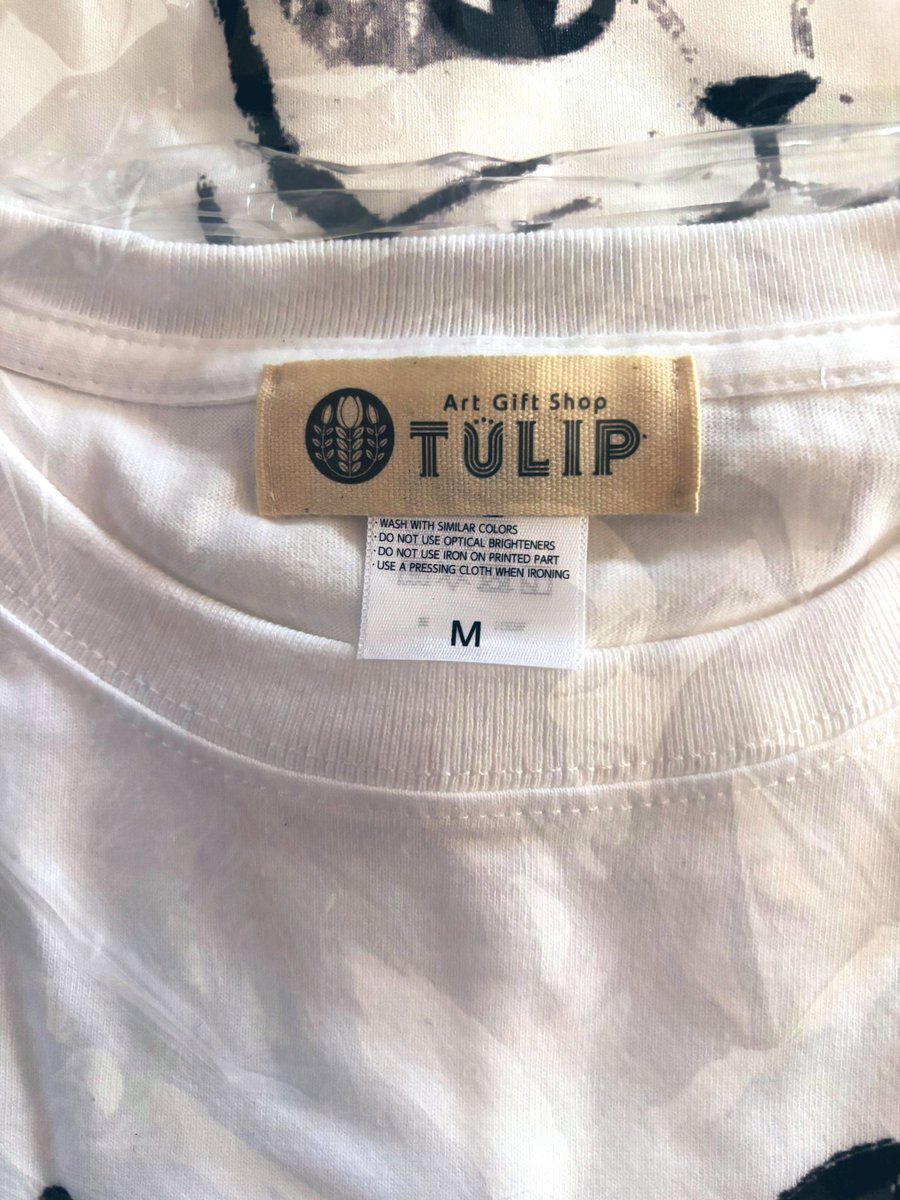 Art Gift Shop
TÜLIP
· WASH WITH SIMILAR COLORS
· DO NOT USE OPTICAL BRIGHTENERS
· DO NOT USE IRON ON PRINTED PART
· USE A PRESSING CLOTH WHEN IRONING
M